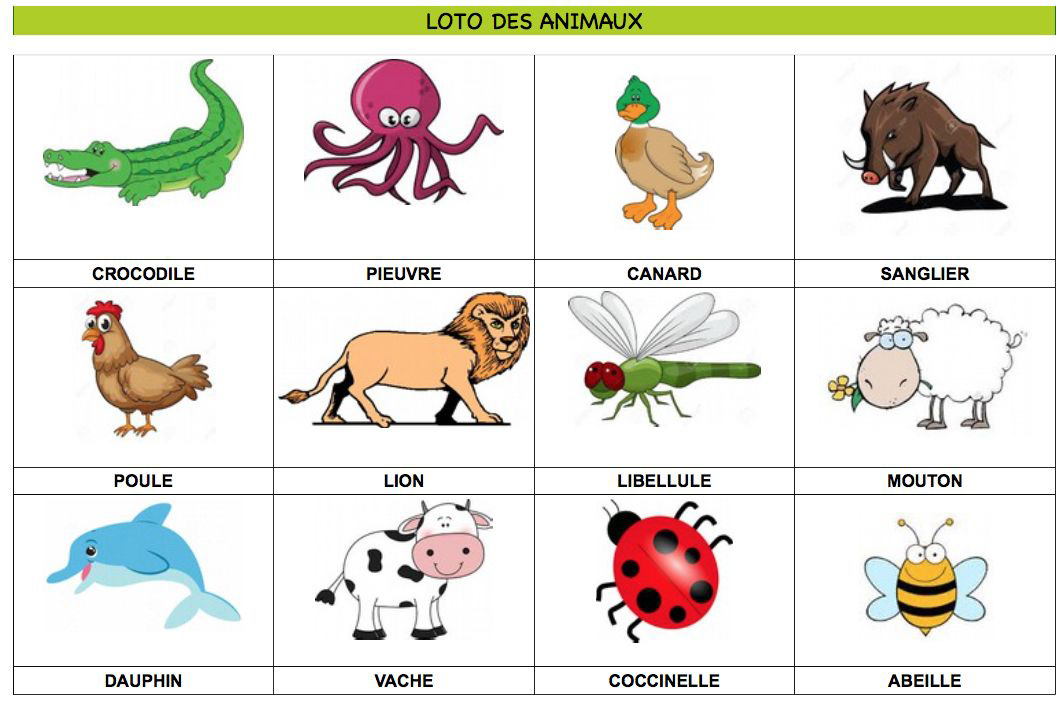 LOTO DES ANIMAUX
CROCODILE PIEUVRE CANARD SANGLIER
POULE LION LIBELLULE MOUTON
DAUPHIN VACHE COCCINELLE ABEILLE